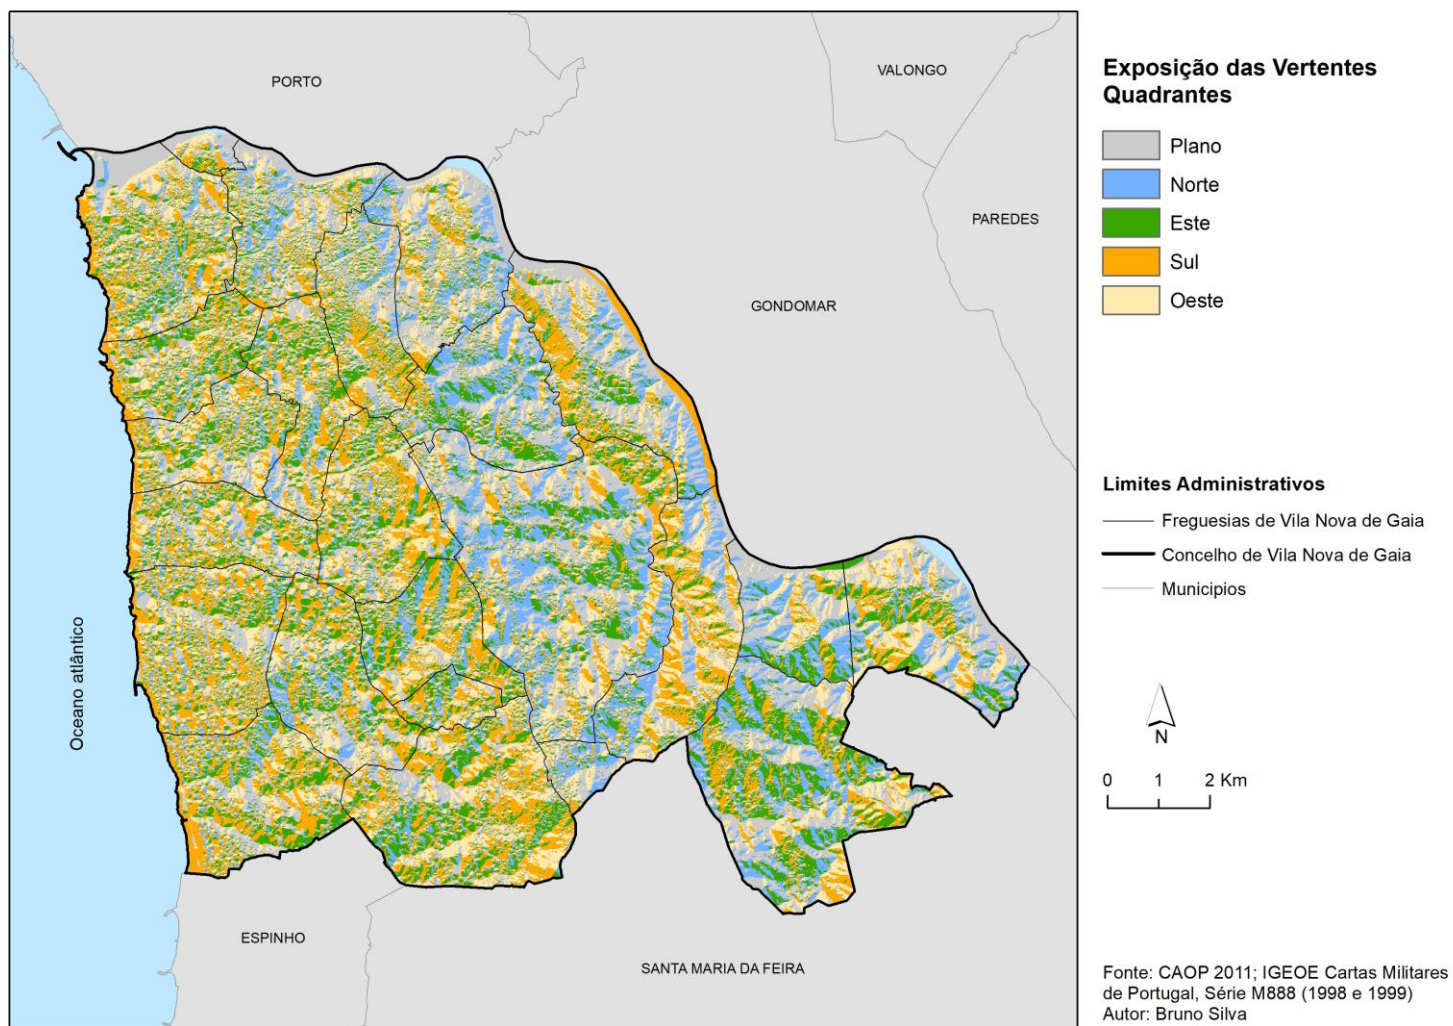 PORTO
VALONGO
PAREDES
GONDOMAR
Oceano atlântico
ESPINHO
SANTA MARIA DA FEIRA
Exposição das Vertentes
Quadrantes
Plano
Norte
Este
Sul
Oeste
Limites Administrativos
Freguesias de Vila Nova de Gaia
Concelho de Vila Nova de Gaia
Municipios
N
0 1 2 Km
Fonte: CAOP 2011; IGEOE Cartas Militares
de Portugal, Série M888 (1998 e 1999)
Autor: Bruno Silva